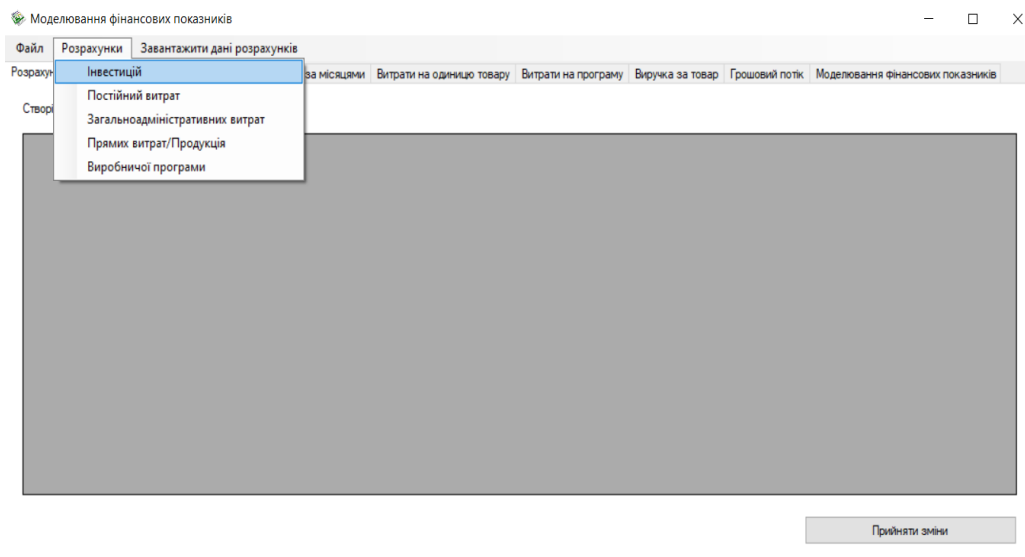 Моделювання фінансових показників
Файл Розрахунки Завантажити дані розрахунків
за місяцями Витрати на одиницю товару Витрати на програму Виручка за товар Грошовий потік Моделювання фінансових показників
Інвестицій
Постійний витрат
Загальноадміністративних витрат
Прямих витрат/Продукція
Виробничої програми
Прийняти зміни